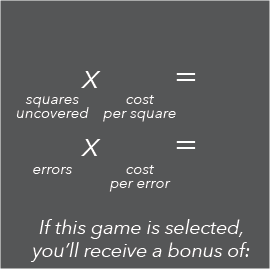 X =
squares cost
uncovered per square
X =
errors cost
per error
If this game is selected,
you'll receive a bonus of: